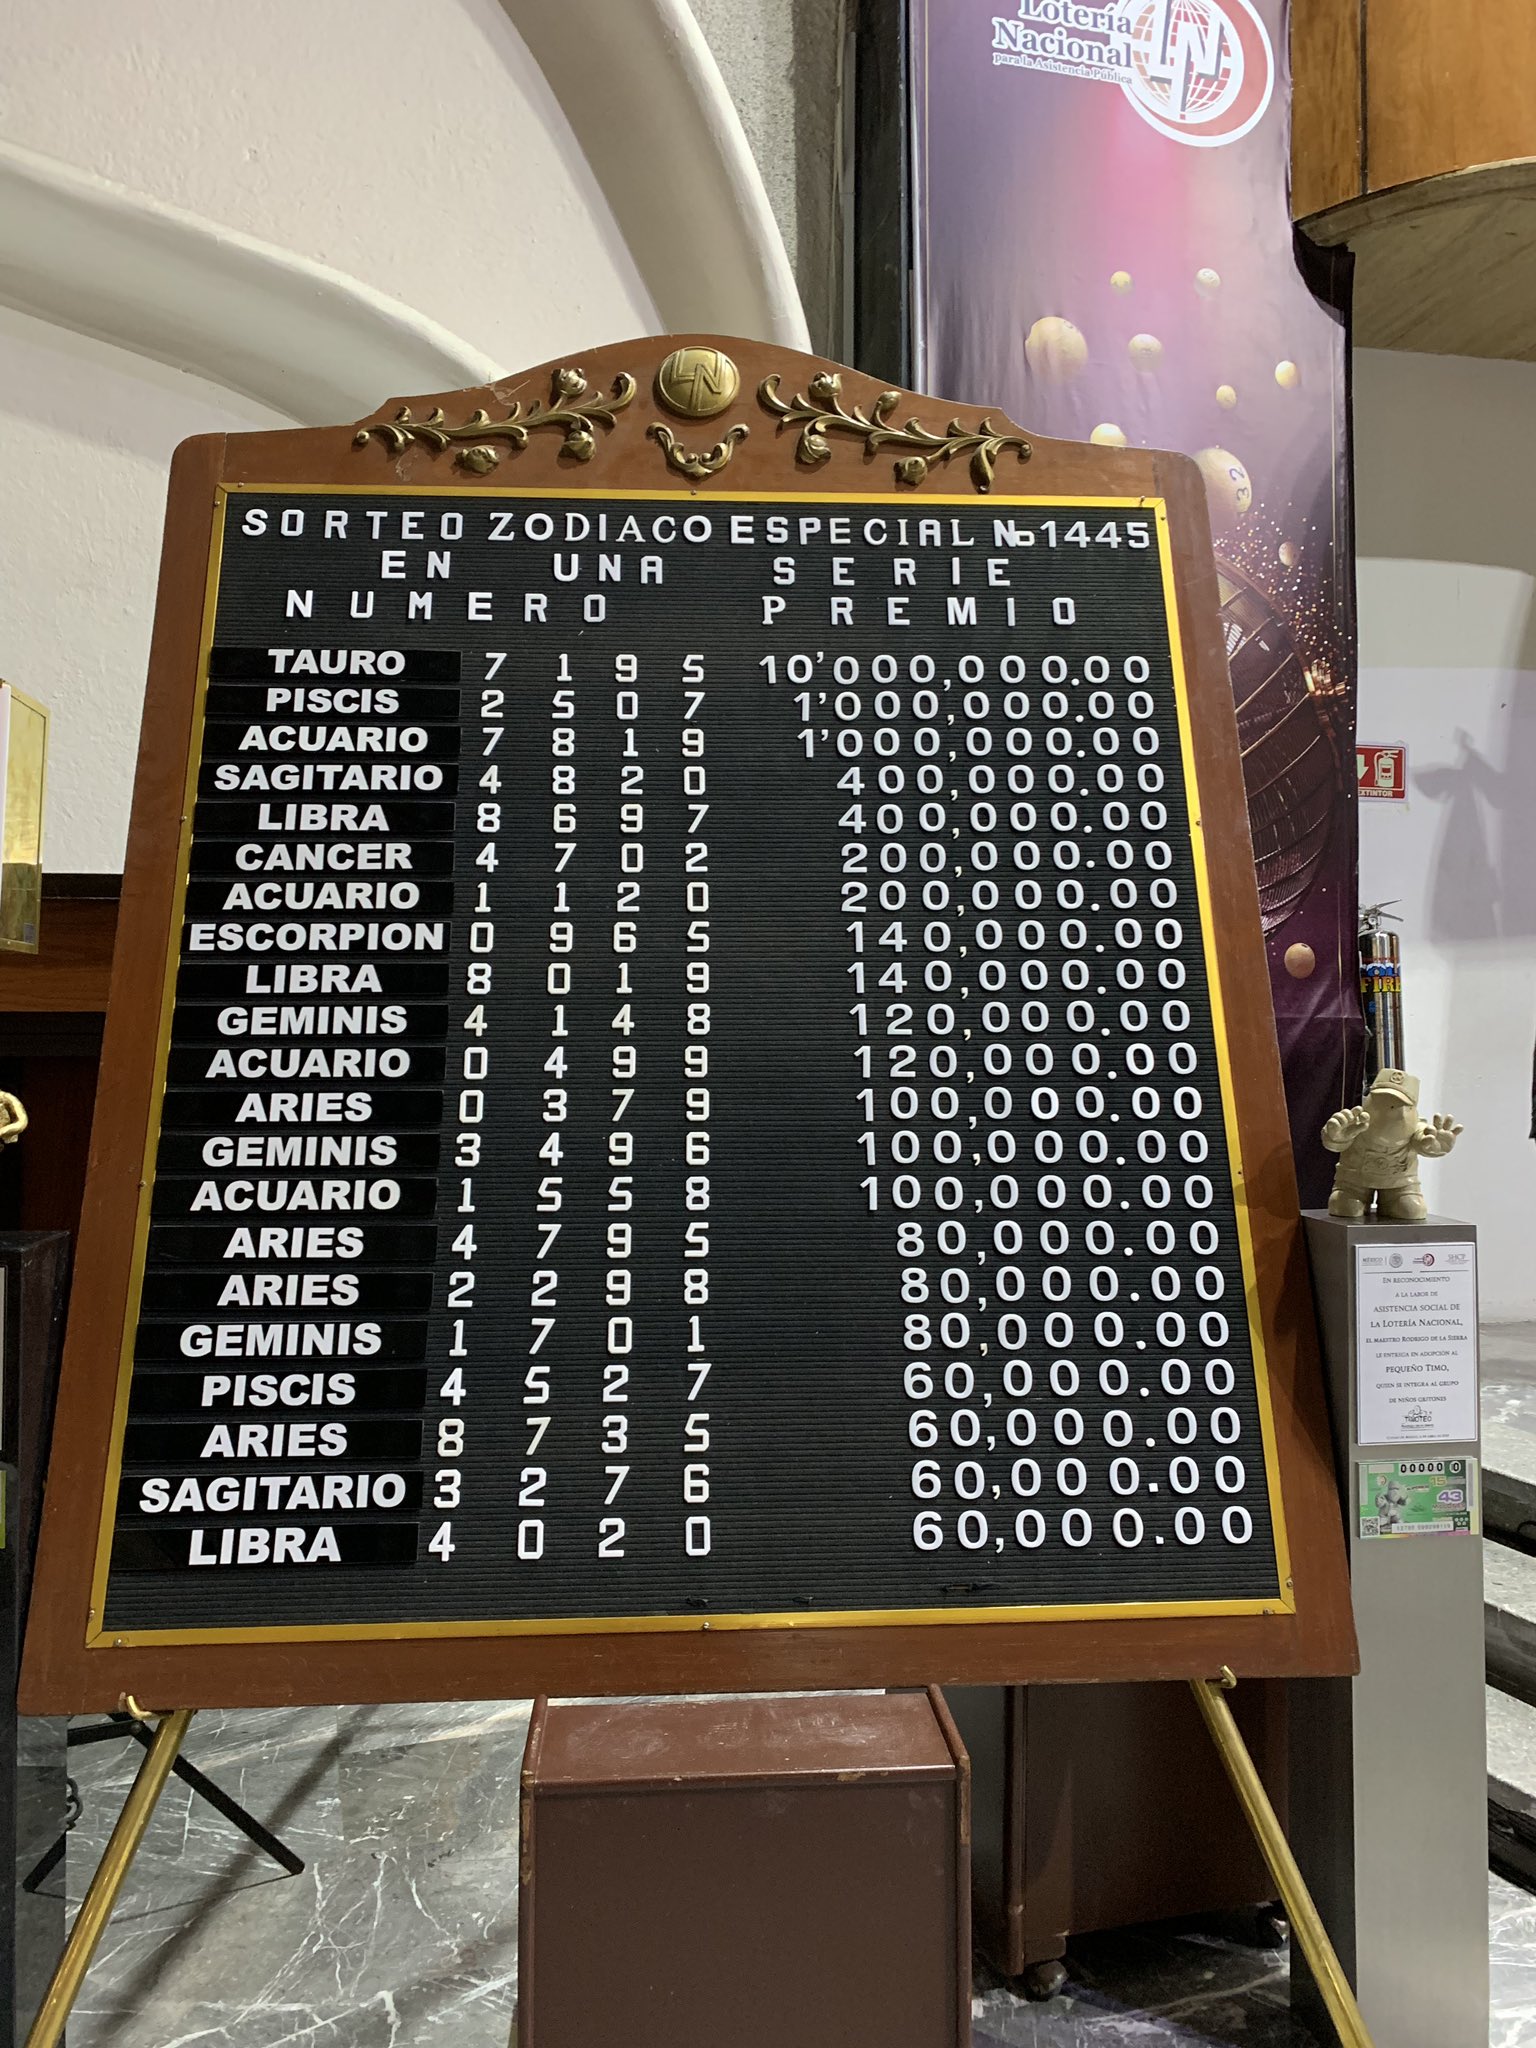 Lotería
Nacional
para la Asistencia Pública
32
SORTEO ZODIACO ESPECIAL No 1445
EN UNA SERIE
NUMERO PREMIO
TAURO 7 1 9 5 10'000,000.00
PISCIS 2 5 0 7 1'000,000.00
ACUARIO 7 8 1 9 1'000,000.00
SAGITARIO 4 8 2 0 400,000.00
LIBRA 8 6 9 7 400,000.00
CANCER 4 7 0 2 200,000.00
ACUARIO 1 1 2 0 200,000.00
ESCORPION 0 9 6 5 140,000.00
LIBRA 8 0 1 9 140,000.00
GEMINIS 4 1 4 8 120,000.00
ACUARIO 0 4 9 9 120,000.00
ARIES 0 3 7 9 100,000.00
GEMINIS 3 4 9 6 100,000.00
ACUARIO 1 5 5 8 100,000.00
ARIES 4 7 9 5 80,000.00
ARIES 2 2 9 8 80,000.00
GEMINIS 1 7 0 1 80,000.00
PISCIS 4 5 2 7 60,000.00
ARIES 8 7 3 5 60,000.00
SAGITARIO 3 2 7 6 60,000.00
LIBRA 4 0 2 0 60,000.00
EXTINTOR
MÉXICO SHCP
EN RECONOCIMIENTO
A LA LABOR DE
ASISTENCIA SOCIAL DE
LA LOTERÍA NACIONAL,
EL MAESTRO RODRIGO DE LA SIERRA
LE ENTREGA EN ADOPCIÓN AL
PEQUEÑO TIMO,
QUIEN SE INTEGRA AL GRUPO
DE NIÑOS GRITONES
TIMOTEO
00000 0
15
43